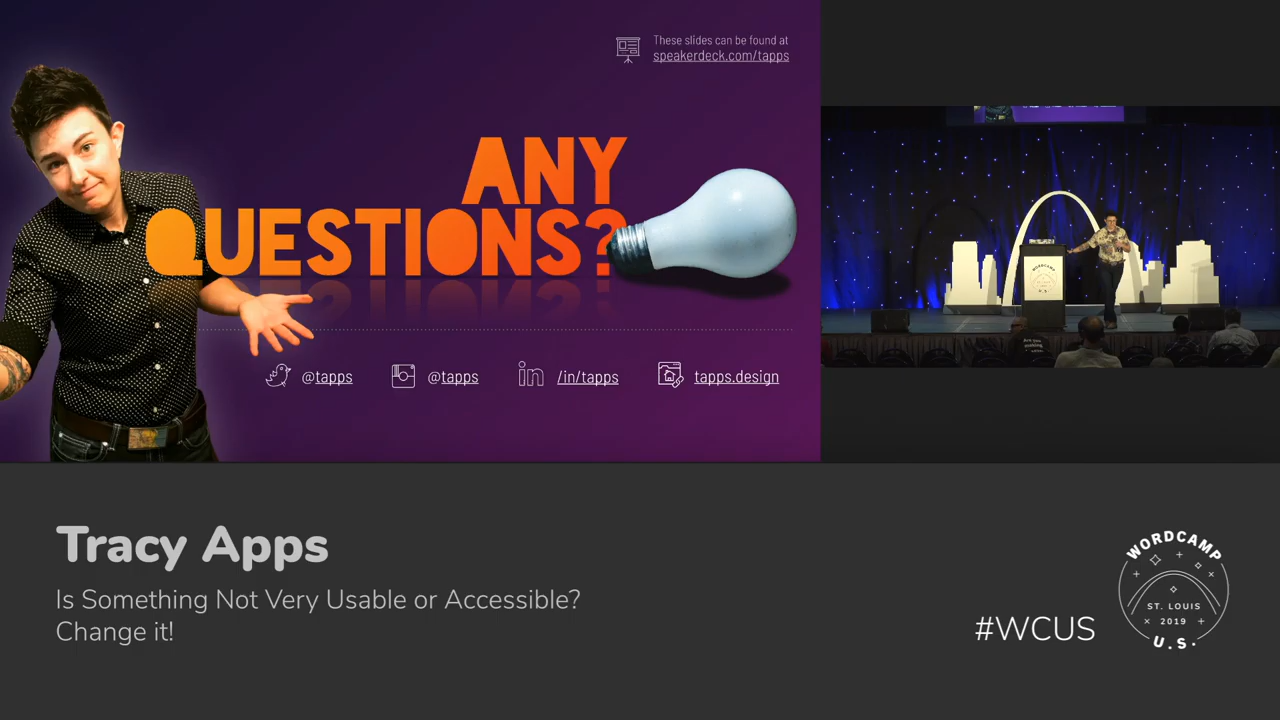 These slides can be found at
speakerdeck.com/tapps
ANY
QUESTIONS?
@tapps
@tapps
in
/in/tapps
tapps.design
Tracy Apps
Is Something Not Very Usable or Accessible?
Change it!
#WCUS
WORDCAMP
ST. LOUIS
2019
U.S.